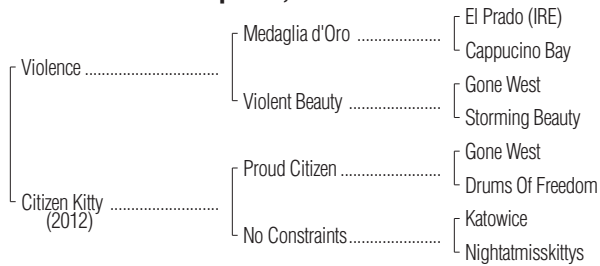 El Prado (IRE)
Medaglia d'Oro ....................
Cappucino Bay
Violence ................................
Gone West
Violent Beauty ......................
Storming Beauty
Gone West
Proud Citizen ........................
Drums Of Freedom
Citizen Kitty ..........................
(2012)
Katowice
No Constraints......................
Nightatmisskittys